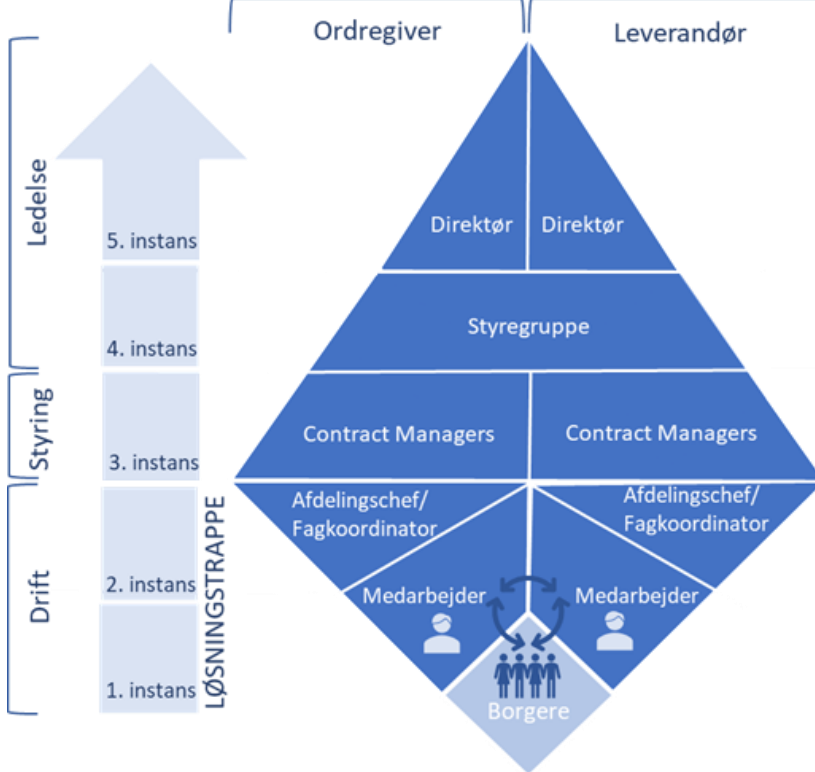 Ordregiver
Leverandør
Ledelse
5. instans
4. instans
Styring
3. instans
Drift
2. instans
1. instans
LØSNINGSTRAPPE
Direktør
Direktør
Styregruppe
Contract Managers
Contract Managers
Afdelingschef/
Fagkoordinator
Afdelingschef/
Fagkoordinator
Medarbejder
Medarbejder
Borgere